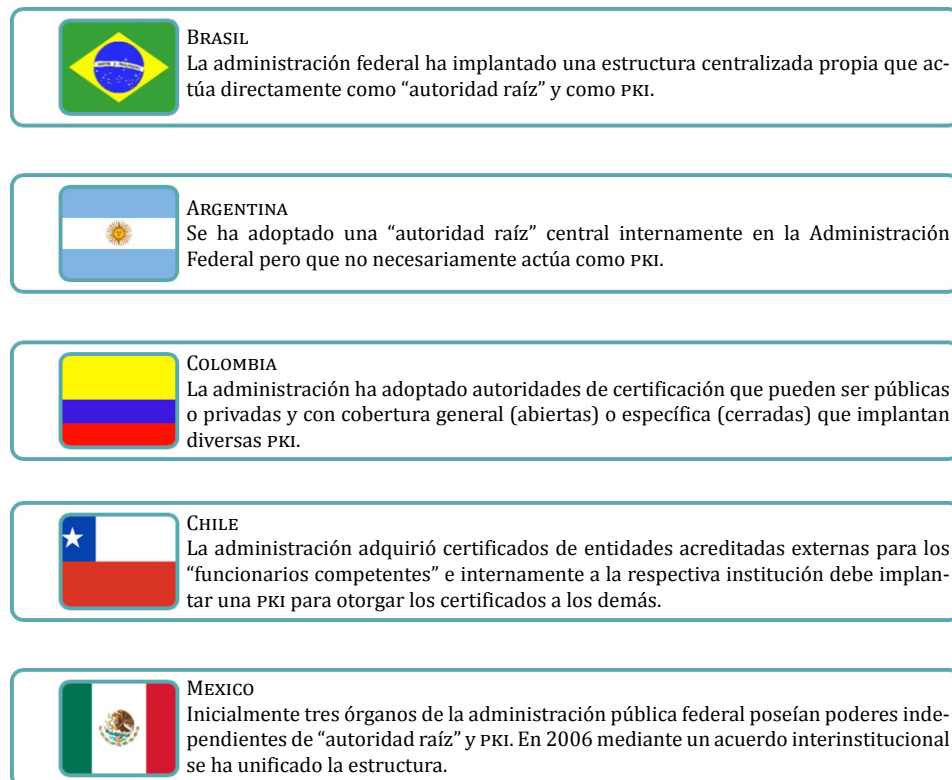 BRASIL
La administración federal ha implantado una estructura centralizada propia que ac-
túa directamente como “autoridad raíz” y como PKI.
ARGENTINA
Se ha adoptado una “autoridad raíz” central internamente en la Administración
Federal pero que no necesariamente actúa como PKI.
COLOMBIA
La administración ha adoptado autoridades de certificación que pueden ser públicas
o privadas y con cobertura general (abiertas) o específica (cerradas) que implantan
diversas PKI.
CHILE
La administración adquirió certificados de entidades acreditadas externas para los
“funcionarios competentes” e internamente a la respectiva institución debe implan-
tar una PKI para otorgar los certificados a los demás.
MEXICO
Inicialmente tres órganos de la administración pública federal poseían poderes inde-
pendientes de “autoridad raíz” y PKI. En 2006 mediante un acuerdo interinstitucional
se ha unificado la estructura.